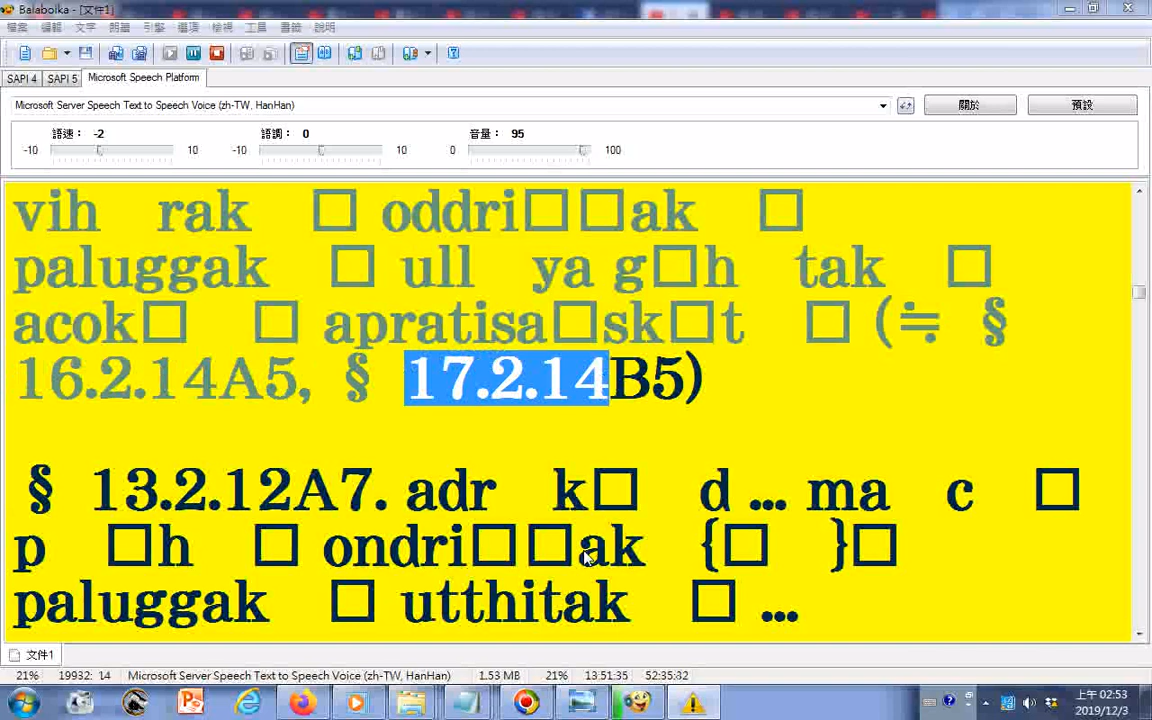 Balabolka - [文件1]
檔案 編輯 文字 朗讀 引擎 選項 檢視 工具 書籤 說明
SAPI 4 SAPI 5 Microsoft Speech Platform
Microsoft Server Speech Text to Speech Voice (zh-TW, HanHan) 關於 預設
語速： -2 語調： 0 音量： 95
-10 10 -10 10 0 100
vih rak □ oddri□□ak □
paluggak □ ull ya g□h tak □
acok□ □ apratisa□sk□t □ (≒ §
16.2.14A5, § 17.2.14B5)
§ 13.2.12A7. adr k□ d ... ma c □
p □h □ ondri□□ak {□ }□
paluggak □ utthitak □ ...
文件1
21% 19932: 14 Microsoft Server Speech Text to Speech Voice (zh-TW, HanHan) 1.53 MB 21% 13:51:35 52:35:32
上午 02:53
2019/12/3